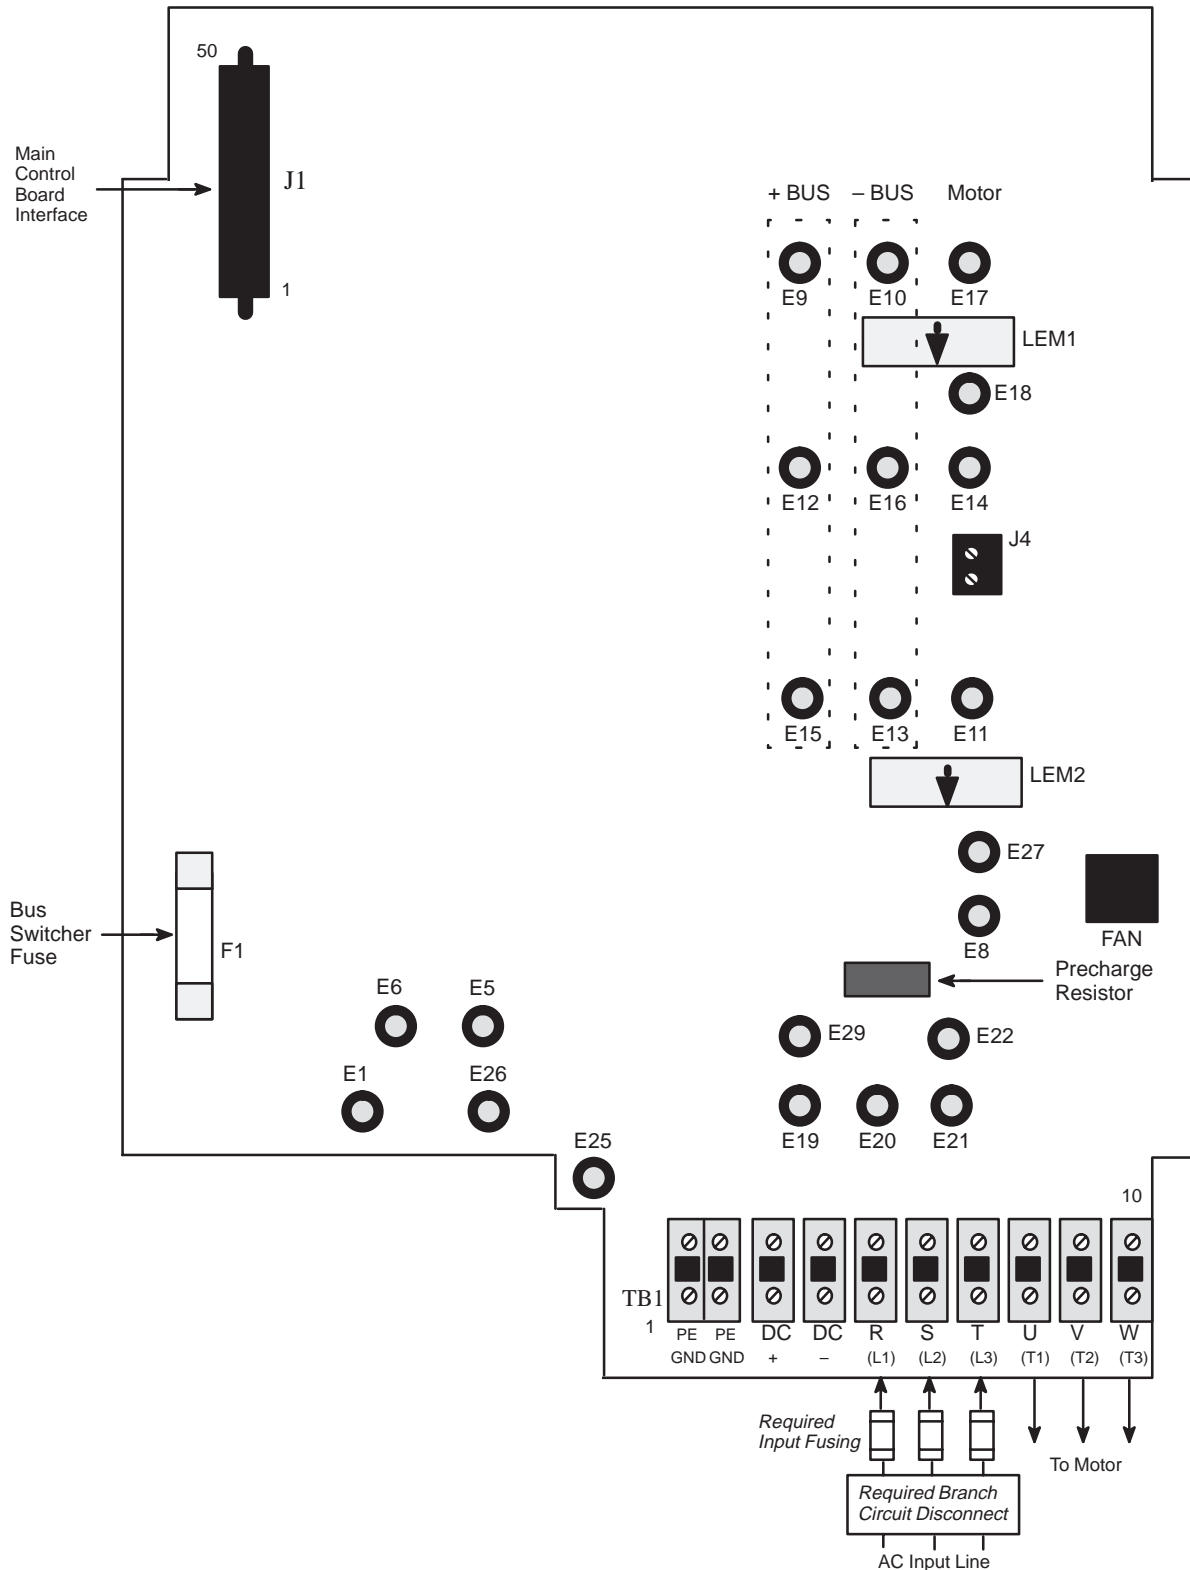 50
Main
Control
Board
Interface
J1
1
+ BUS
– BUS
Motor
E9
E10
E17
LEM1
E18
E12
E16
E14
J4
E15
E13
E11
LEM2
E27
E8
FAN
Bus
Switcher
Fuse
F1
Precharge
Resistor
E6
E5
E29
E22
E1
E26
E19
E20
E21
E25
10
TB1
1
PE
GND
PE
GND
DC
+
DC
–
R
(L1)
S
(L2)
T
(L3)
U
(T1)
V
(T2)
W
(T3)
Required
Input Fusing
To Motor
Required Branch
Circuit Disconnect
AC Input Line